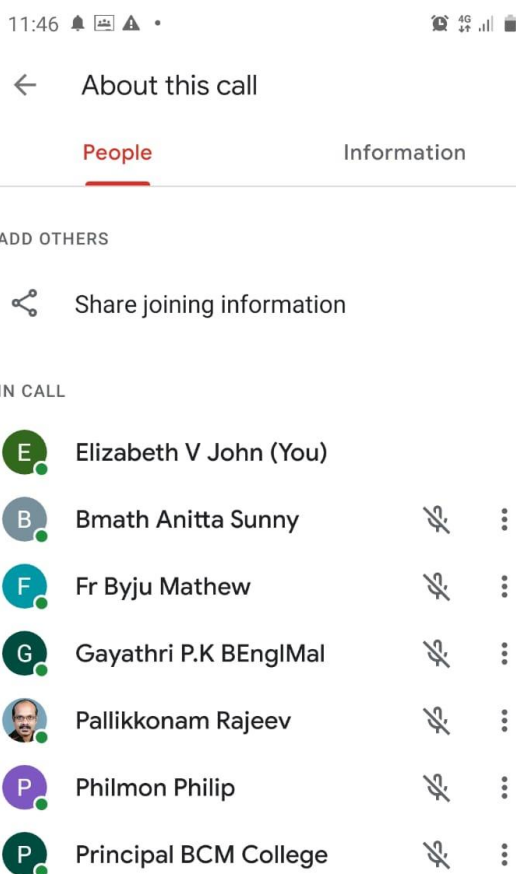 11:46
4G
About this call
People
Information
ADD OTHERS
Share joining information
IN CALL
E
Elizabeth V John (You)
B
Bmath Anitta Sunny
F
Fr Byju Mathew
G
Gayathri P.K BEnglMal
Pallikkonam Rajeev
P
Philmon Philip
P
Principal BCM College